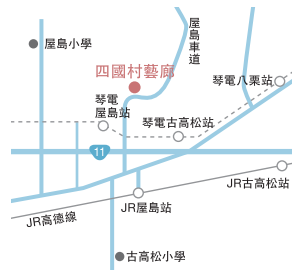 屋島小學
屋島車道
四國村藝廊
琴電八栗站
琴電
屋島站
琴電古高松站
11
JR古高松站
JR屋島站
JR高德線
古高松小學